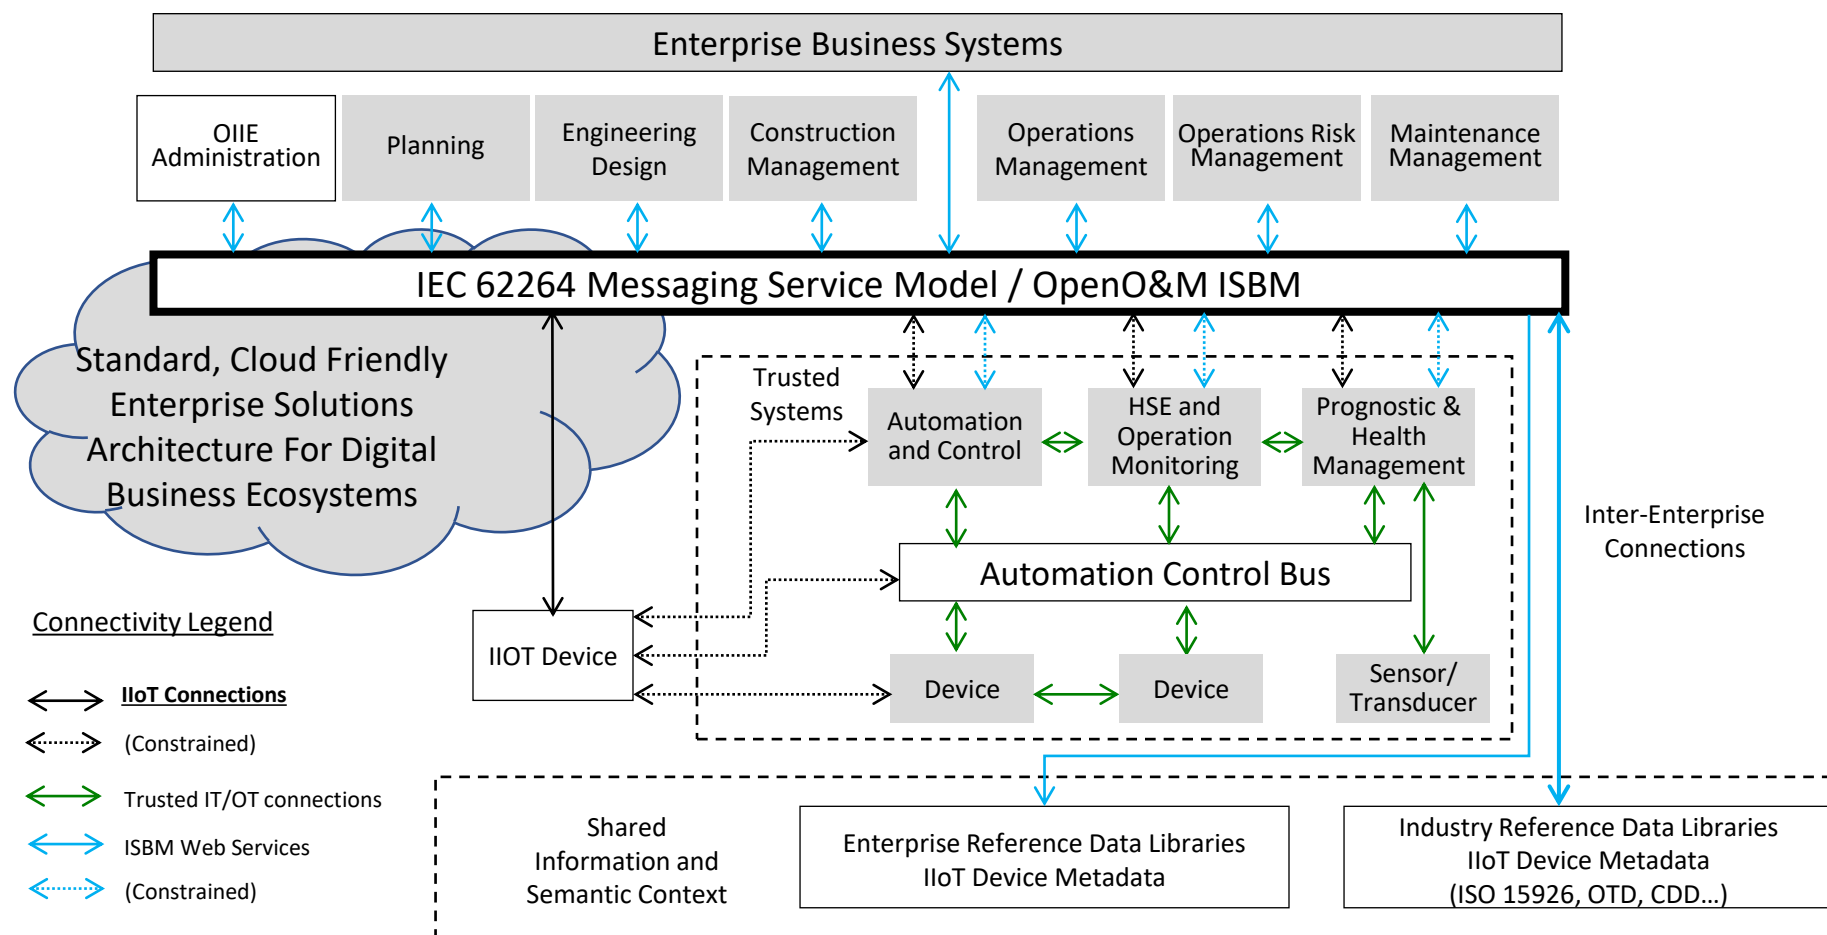 Enterprise Business Systems
OIIE
Administration
Planning
Engineering
Design
Construction
Management
Operations
Management
Operations Risk
Management
Maintenance
Management
IEC 62264 Messaging Service Model / OpenO&M ISBM
Standard, Cloud Friendly
Enterprise Solutions
Architecture For Digital
Business Ecosystems
Trusted
Systems
Automation
and Control
HSE and
Operation
Monitoring
Prognostic &
Health
Management
Inter-Enterprise
Connections
Automation Control Bus
IIOT Device
Device
Device
Sensor/
Transducer
Connectivity Legend
IIoT Connections
(Constrained)
Trusted IT/OT connections
ISBM Web Services
(Constrained)
Shared
Information and
Semantic Context
Enterprise Reference Data Libraries
IIoT Device Metadata
Industry Reference Data Libraries
IIoT Device Metadata
(ISO 15926, OTD, CDD...)